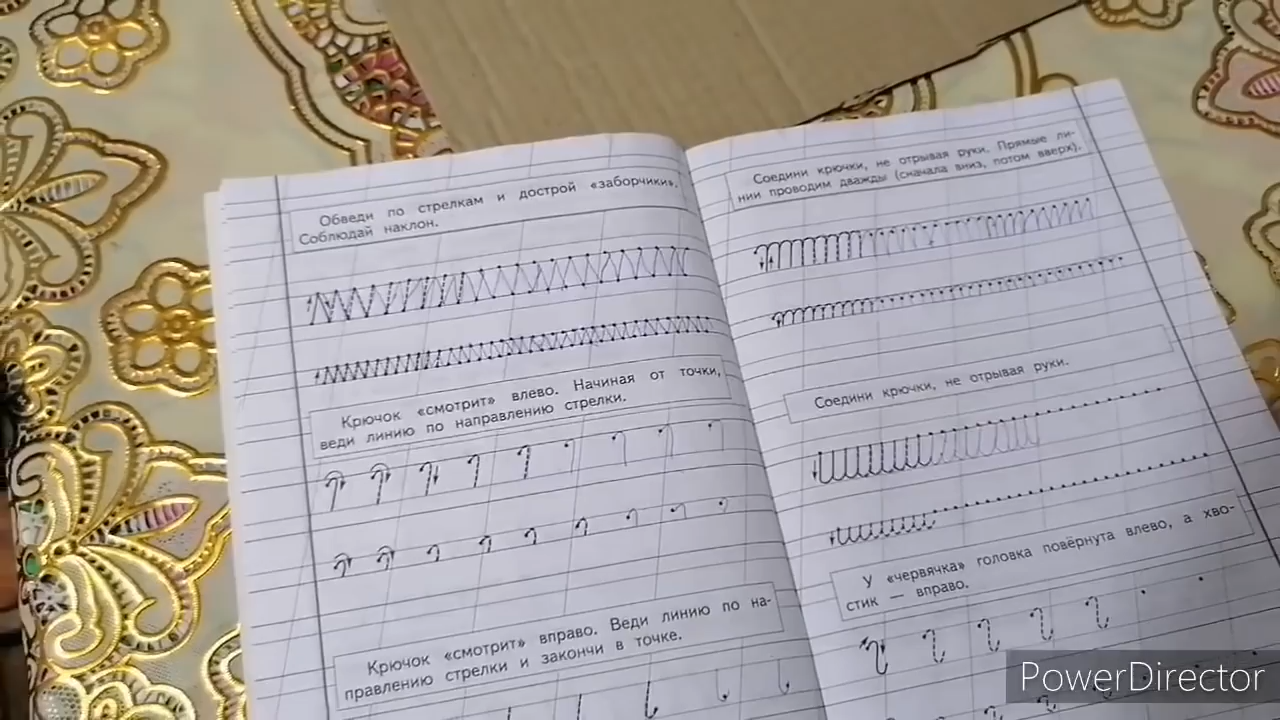 Обведи по стрелкам и дострой «заборчики».
Соблюдай наклон.
Крючок «смотрит» влево. Начиная от точки,
веди линию по направлению стрелки.
Крючок «смотрит» вправо. Веди линию по на-
правлению стрелки и закончи в точке.
Соедини крючки, не отрывая руки. Прямые ли-
нии проводим дважды (сначала вниз, потом вверх).
Соедини крючки, не отрывая руки.
У «червячка» головка повёрнута влево, а хво-
стик — вправо.
PowerDirector